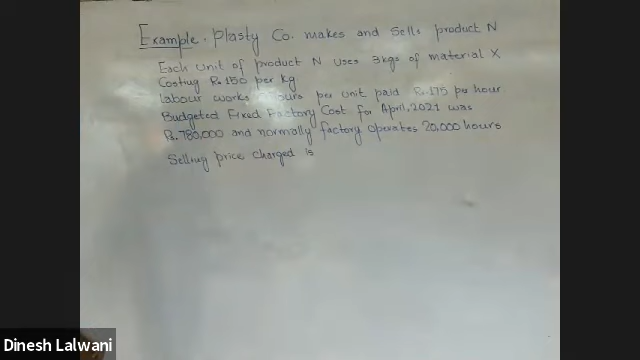 Example. Plasty Co. makes and sells product N
Each unit of product N uses 3kgs of material X
Costing Rs.150 per kg
Labour works hours per unit paid Rs.175 per hour
Budgeted Fixed Factory Cost for April, 2021 was
Rs.780,000 and normally factory operates 20,000 hours
Selling price charged is
Dinesh Lalwani